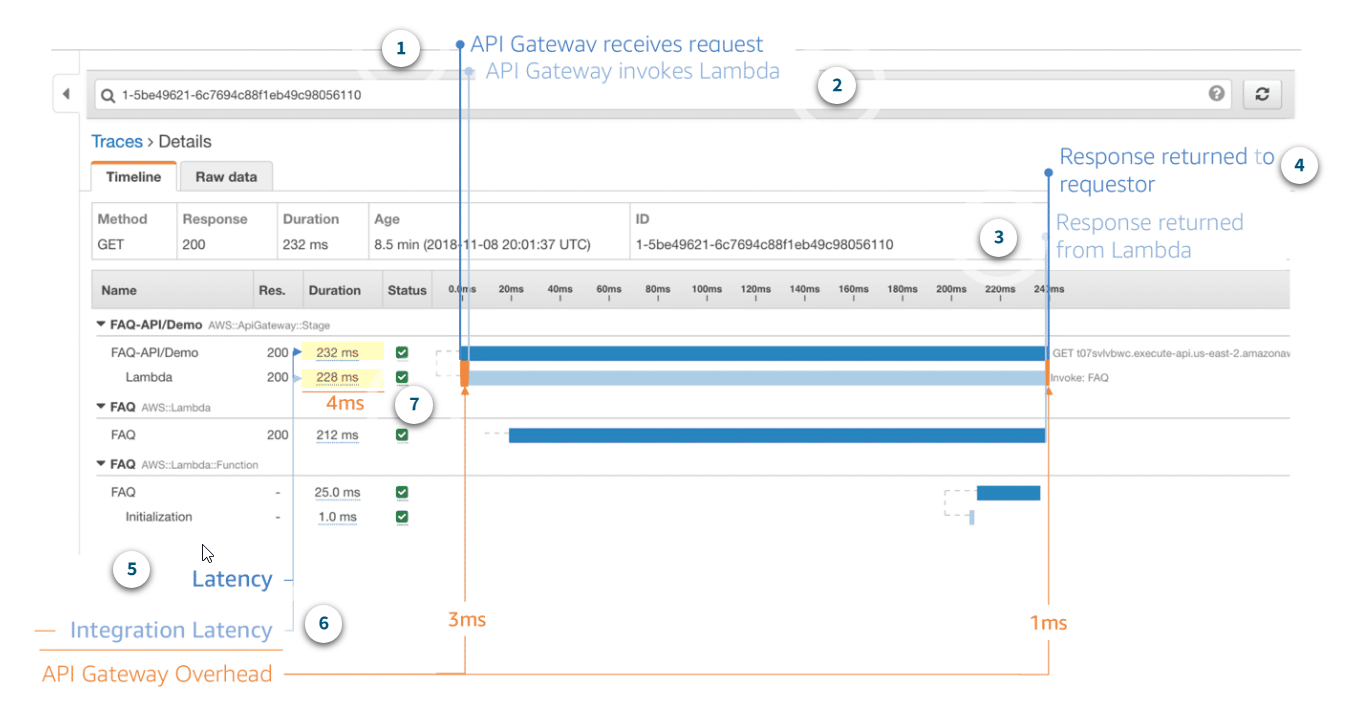 1
API Gateway receives request
API Gateway invokes Lambda
2
1-5be49621-6c7694c88f1eb49c98056110
?
Traces > Details
Timeline Raw data
Response returned to
requestor
4
Method Response Duration Age ID
GET 200 232 ms 8.5 min (2018-11-08 20:01:37 UTC) 1-5be49621-6c7694c88f1eb49c98056110
3
Response returned
from Lambda
Name Res. Duration Status 0.0ms 20ms 40ms 60ms 80ms 100ms 120ms 140ms 160ms 180ms 200ms 220ms 240ms
FAQ-API/Demo AWS::ApiGateway::Stage
FAQ-API/Demo 200 232 ms GET t07svlvbwc.execute-api.us-east-2.amazonav
Lambda 200 228 ms Invoke: FAQ
4ms
7
FAQ AWS::Lambda
FAQ 200 212 ms
FAQ AWS::Lambda::Function
FAQ - 25.0 ms
Initialization - 1.0 ms
5
Latency
6
Integration Latency
3ms
1ms
API Gateway Overhead